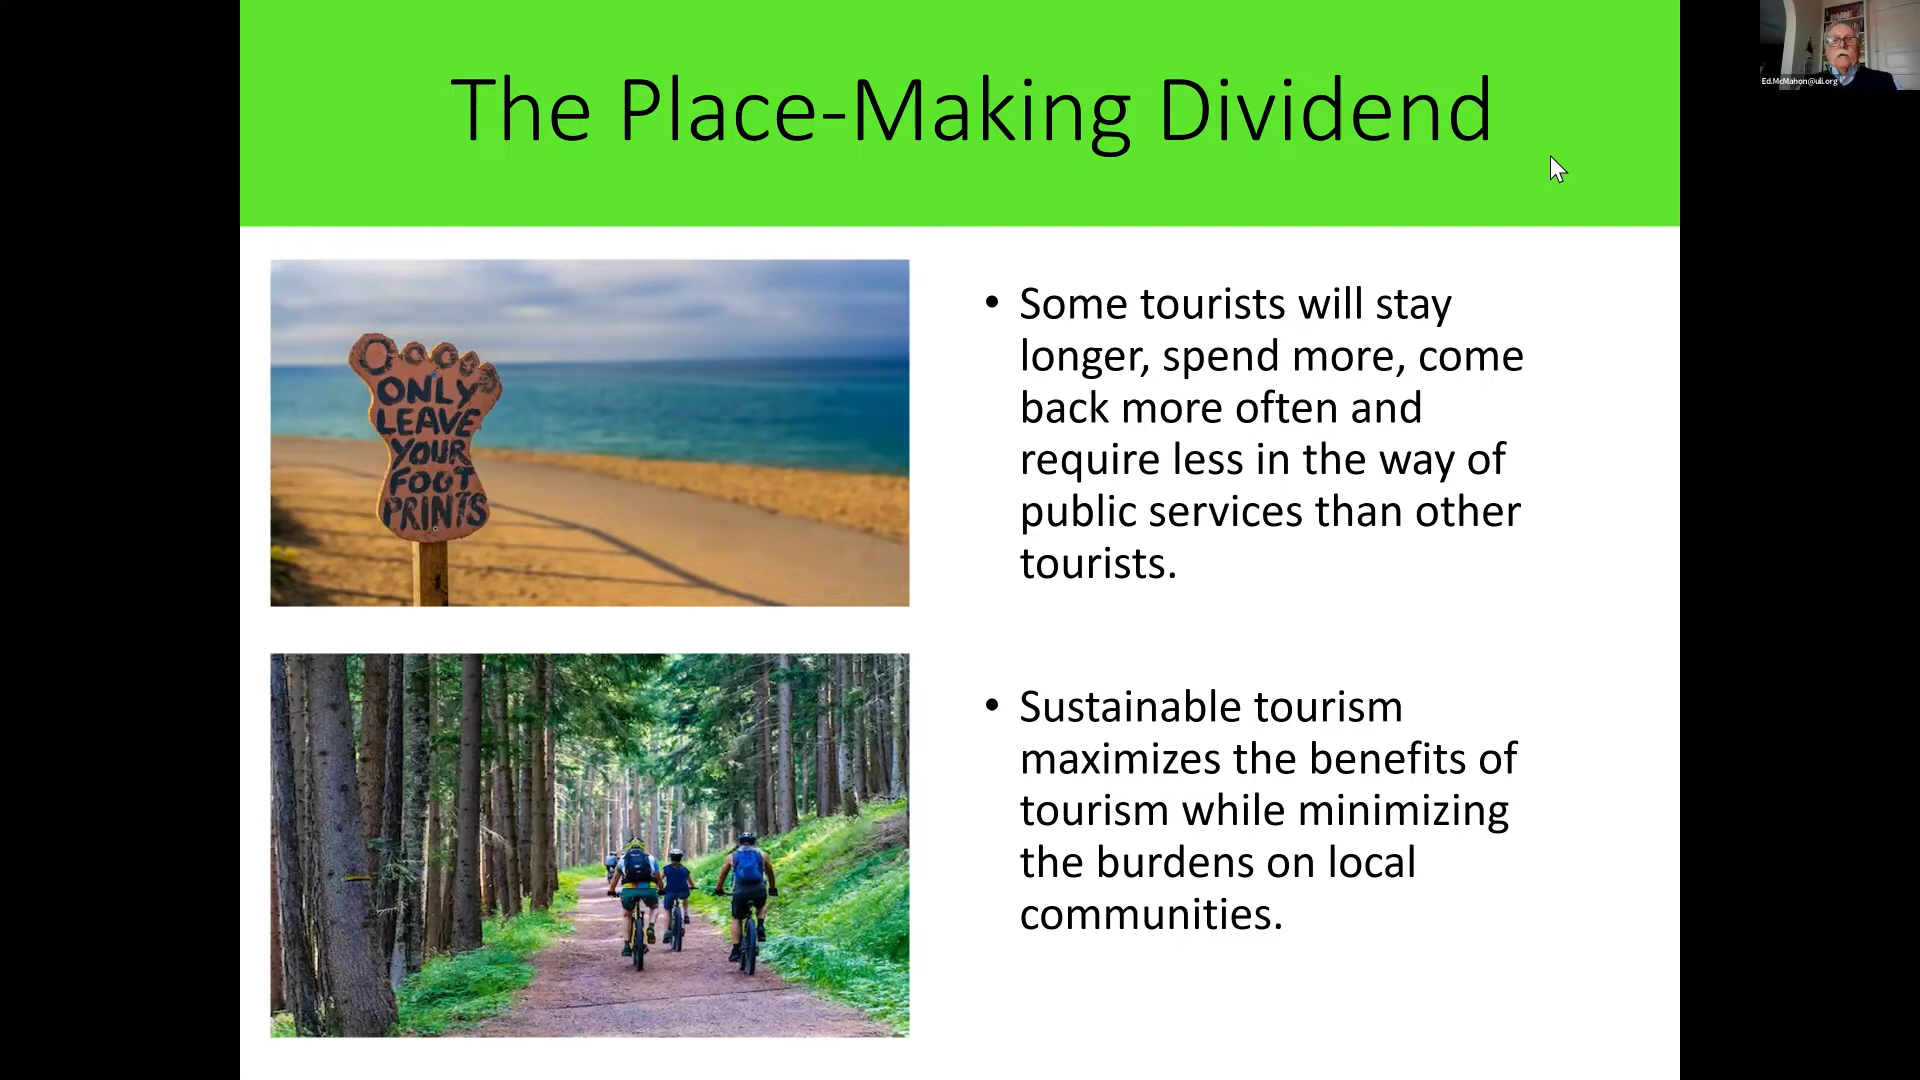 The Place-Making Dividend
Ed.McMahon@uli.org
ONLY
LEAVE
YOUR
FOOT
PRINTS
• Some tourists will stay
longer, spend more, come
back more often and
require less in the way of
public services than other
tourists.
• Sustainable tourism
maximizes the benefits of
tourism while minimizing
the burdens on local
communities.